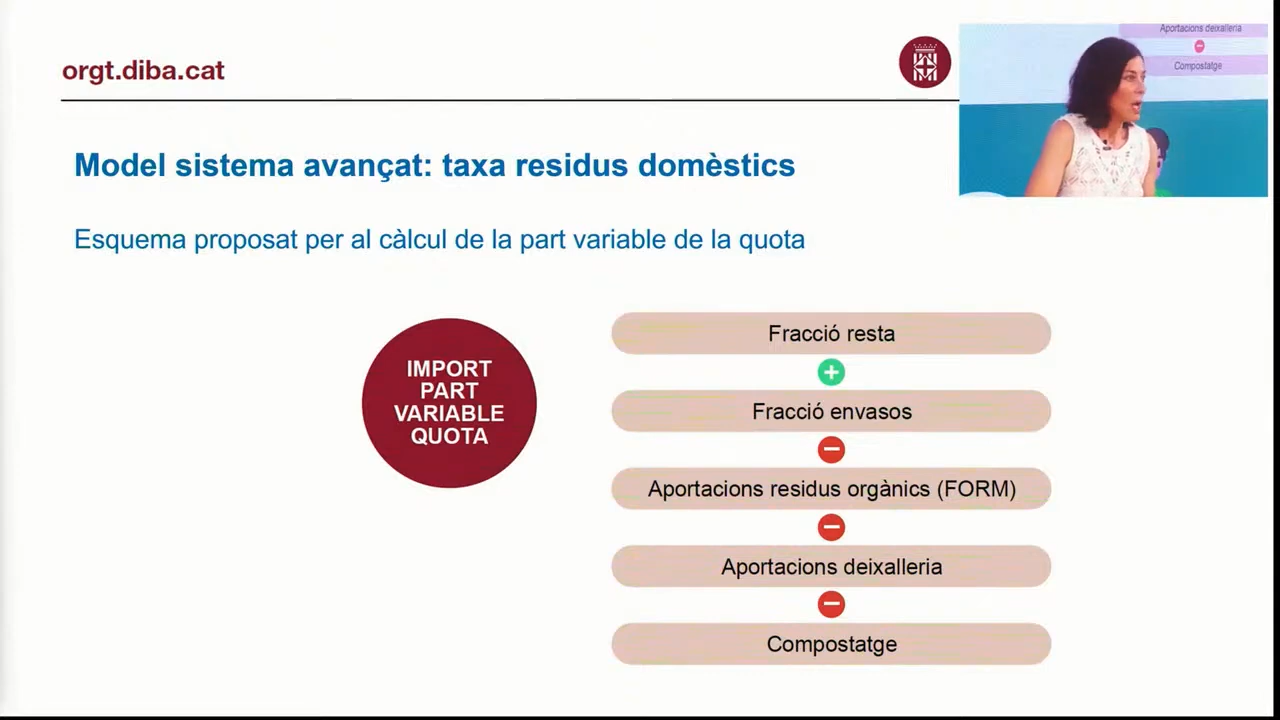 orgt.diba.cat
Aportacions deixalleria
Compostatge
Model sistema avançat: taxa residus domèstics
Esquema proposat per al càlcul de la part variable de la quota
IMPORT
PART
VARIABLE
QUOTA
Fracció resta
Fracció envasos
Aportacions residus orgànics (FORM)
Aportacions deixalleria
Compostatge